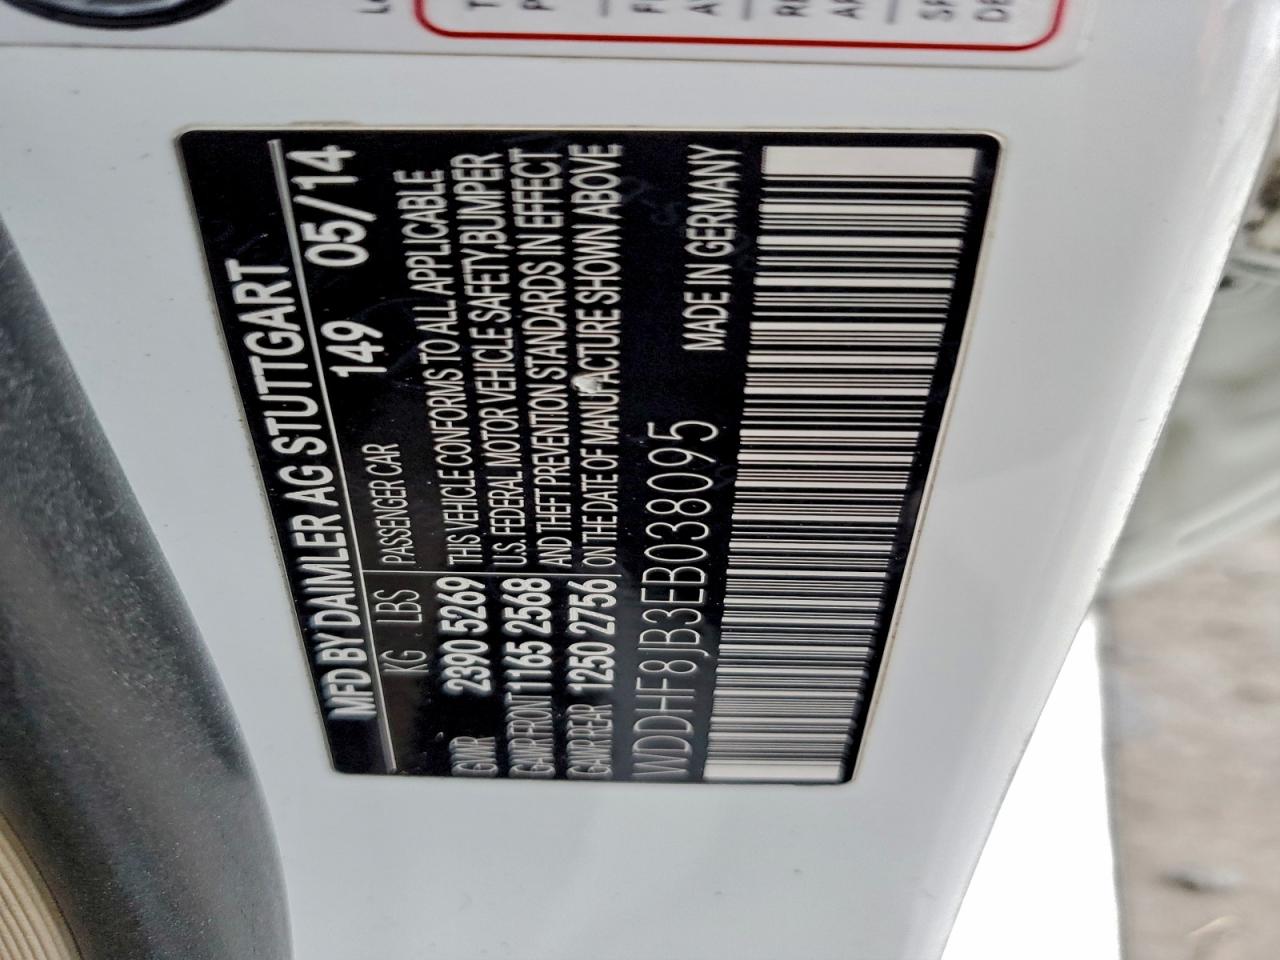 MFD BY DAIMLER AG STUTTGART
149 05/14
KG LBS PASSENGER CAR
GVWR 2390 5269
GAWR FRONT 1165 2568
GAWR REAR 1250 2756
THIS VEHICLE CONFORMS TO ALL APPLICABLE
U.S. FEDERAL MOTOR VEHICLE SAFETY, BUMPER
AND THEFT PREVENTION STANDARDS IN EFFECT
ON THE DATE OF MANUFACTURE SHOWN ABOVE
WDDHF8JB3EB038095
MADE IN GERMANY